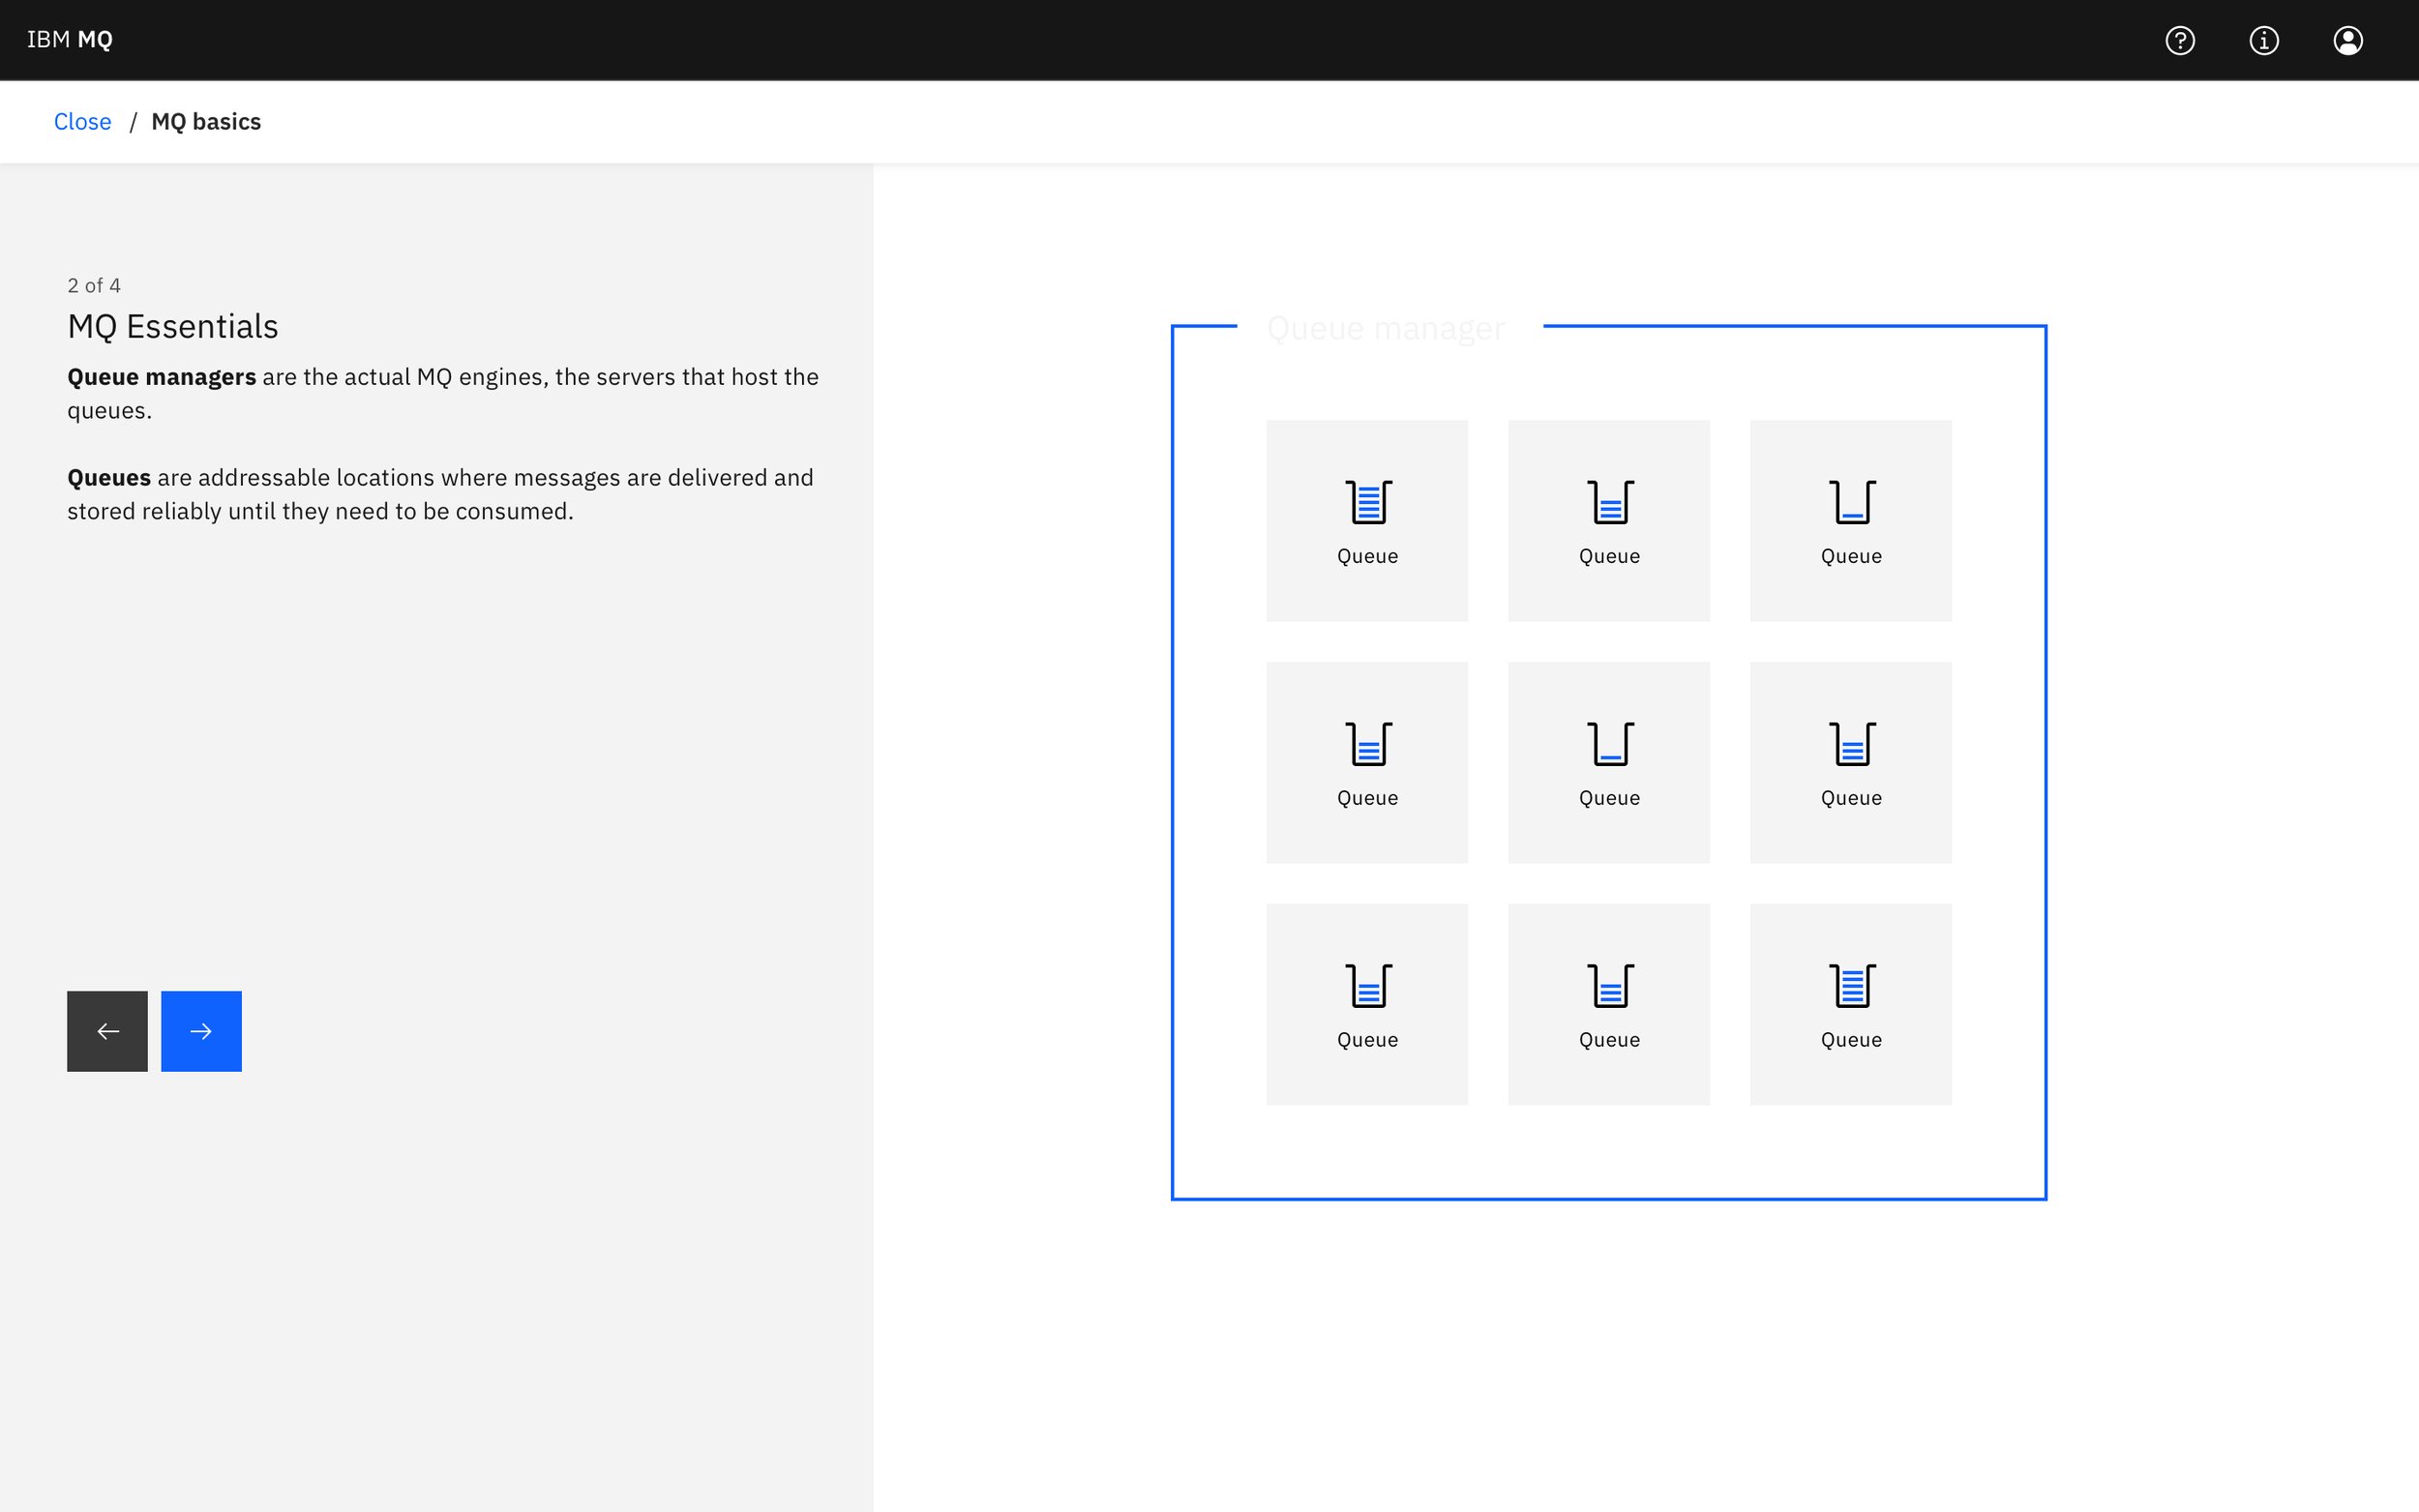 IBM MQ
Close / MQ basics
2 of 4
MQ Essentials
Queue managers are the actual MQ engines, the servers that host the
queues.
Queues are addressable locations where messages are delivered and
stored reliably until they need to be consumed.
Queue manager
Queue Queue Queue
Queue Queue Queue
Queue Queue Queue